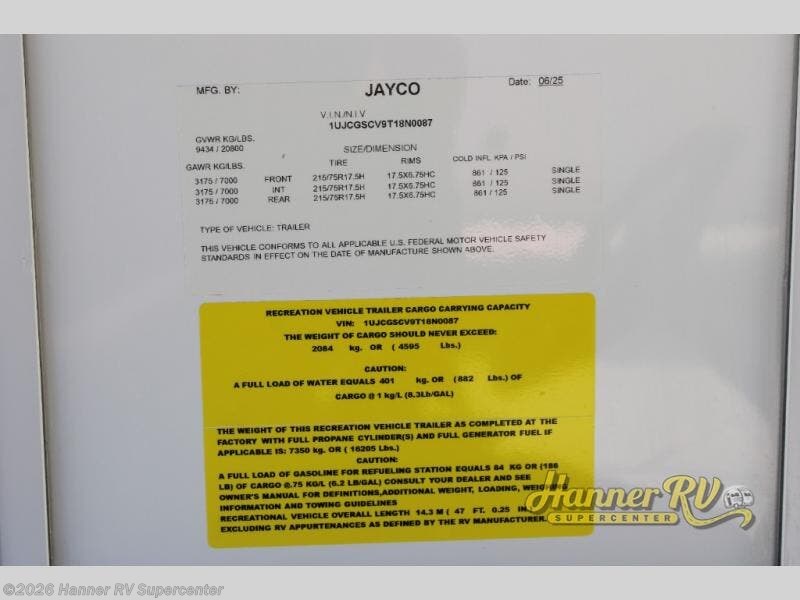 MFG. BY: JAYCO Date: 06/25
V.I.N./N.I.V
1UJCGSCV9T18N0087
GVWR KG/LBS.
9434 / 20800
SIZE/DIMENSION
GAWR KG/LBS. TIRE RIMS COLD INFL. KPA / PSI
3175 / 7000 FRONT 215/75R17.5H 17.5X6.75HC 861 / 125 SINGLE
3175 / 7000 INT 215/75R17.5H 17.5X6.75HC 861 / 125 SINGLE
3175 / 7000 REAR 215/75R17.5H 17.5X6.75HC 861 / 125 SINGLE
TYPE OF VEHICLE: TRAILER
THIS VEHICLE CONFORMS TO ALL APPLICABLE U.S. FEDERAL MOTOR VEHICLE SAFETY
STANDARDS IN EFFECT ON THE DATE OF MANUFACTURE SHOWN ABOVE.
RECREATION VEHICLE TRAILER CARGO CARRYING CAPACITY
VIN: 1UJCGSCV9T18N0087
THE WEIGHT OF CARGO SHOULD NEVER EXCEED:
2084 kg. OR ( 4595 Lbs.)
CAUTION:
A FULL LOAD OF WATER EQUALS 401 kg. OR (882 Lbs.) OF
CARGO @ 1 kg/L (8.3Lb/GAL)
THE WEIGHT OF THIS RECREATION VEHICLE TRAILER AS COMPLETED AT THE
FACTORY WITH FULL PROPANE CYLINDER(S) AND FULL GENERATOR FUEL IF
APPLICABLE IS: 7350 kg. OR ( 16205 Lbs.)
CAUTION:
A FULL LOAD OF GASOLINE FOR REFUELING STATION EQUALS 84 KG OR (186
LB) OF CARGO @.75 KG/L (6.2 LB/GAL) CONSULT YOUR DEALER AND SEE
OWNER'S MANUAL FOR DEFINITIONS,ADDITIONAL WEIGHT, LOADING, WEIGHING
INFORMATION AND TOWING GUIDELINES
RECREATIONAL VEHICLE OVERALL LENGTH 14.3 M ( 47 FT. 0.25 IN
EXCLUDING RV APPURTENANCES AS DEFINED BY THE RV MANUFACTURER.
Hanner RV
SUPERCENTER
©2026 Hanner RV Supercenter